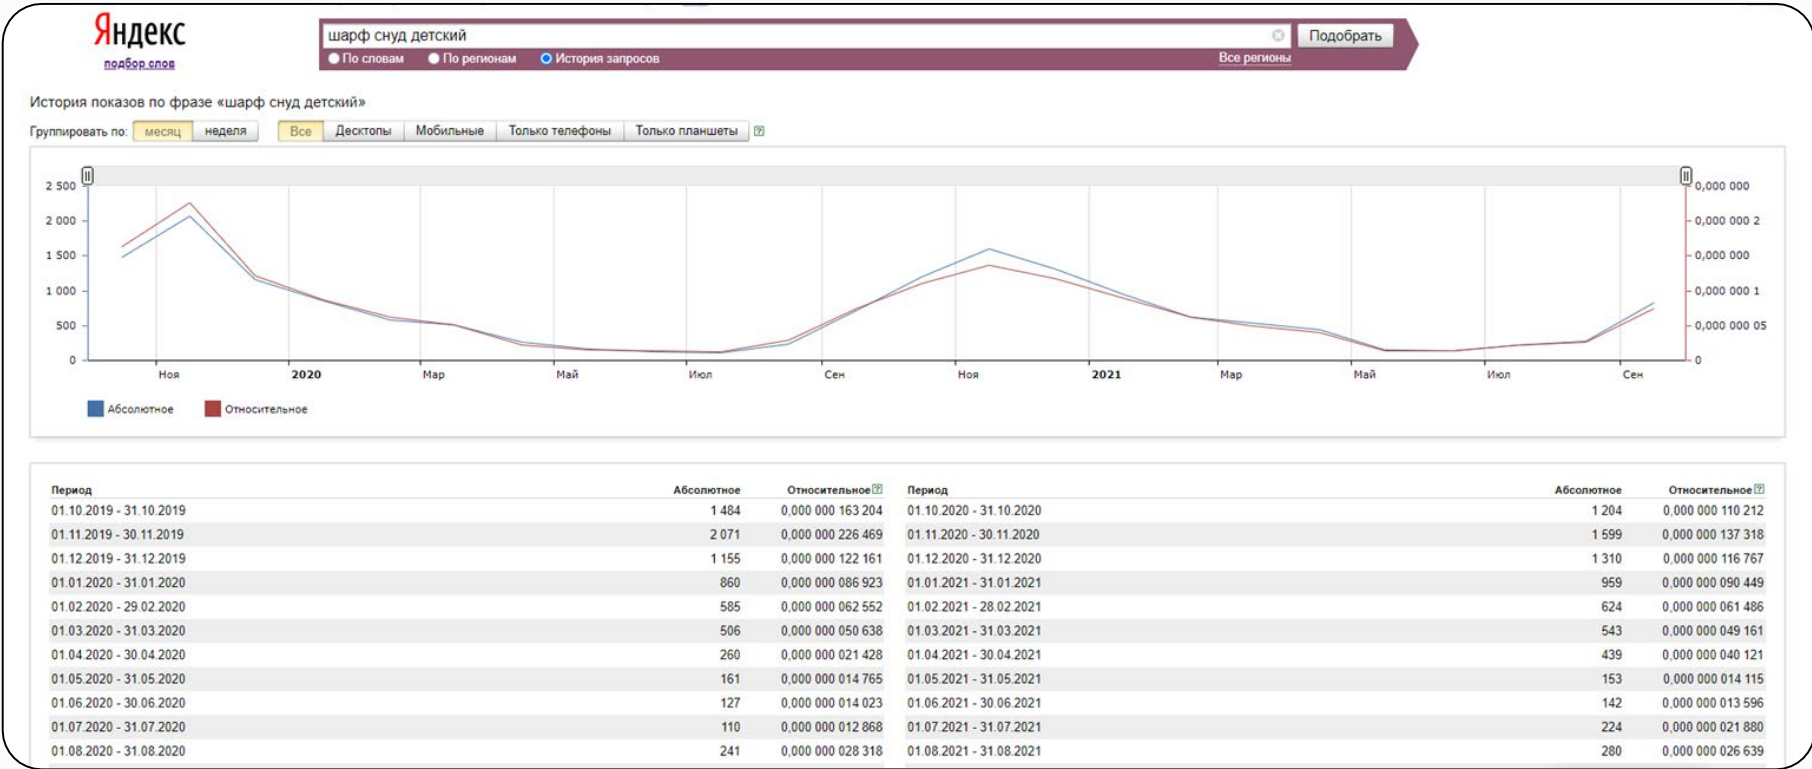 Яндекс
подбор слов
шарф снуд детский
Подобрать
По словам По регионам История запросов Все регионы
История показов по фразе «шарф снуд детский»
Группировать по: месяц неделя Все Десктопы Мобильные Только телефоны Только планшеты ?
2 500 0,000 000
2 000 0,000 000 2
1 500 0,000 000
1 000 0,000 000 1
500 0,000 000 05
0 0
Ноя 2020 Мар Май Июл Сен Ноя 2021 Мар Май Июл Сен
Абсолютное Относительное
Период Абсолютное Относительное ? Период Абсолютное Относительное ?
01.10.2019 - 31.10.2019 1 484 0,000 000 163 204 01.10.2020 - 31.10.2020 1 204 0,000 000 110 212
01.11.2019 - 30.11.2019 2 071 0,000 000 226 469 01.11.2020 - 30.11.2020 1 599 0,000 000 137 318
01.12.2019 - 31.12.2019 1 155 0,000 000 122 161 01.12.2020 - 31.12.2020 1 310 0,000 000 116 767
01.01.2020 - 31.01.2020 860 0,000 000 086 923 01.01.2021 - 31.01.2021 959 0,000 000 090 449
01.02.2020 - 29.02.2020 585 0,000 000 062 552 01.02.2021 - 28.02.2021 624 0,000 000 061 486
01.03.2020 - 31.03.2020 506 0,000 000 050 638 01.03.2021 - 31.03.2021 543 0,000 000 049 161
01.04.2020 - 30.04.2020 260 0,000 000 021 428 01.04.2021 - 30.04.2021 439 0,000 000 040 121
01.05.2020 - 31.05.2020 161 0,000 000 014 765 01.05.2021 - 31.05.2021 153 0,000 000 014 115
01.06.2020 - 30.06.2020 127 0,000 000 014 023 01.06.2021 - 30.06.2021 142 0,000 000 013 596
01.07.2020 - 31.07.2020 110 0,000 000 012 868 01.07.2021 - 31.07.2021 224 0,000 000 021 880
01.08.2020 - 31.08.2020 241 0,000 000 028 318 01.08.2021 - 31.08.2021 280 0,000 000 026 639